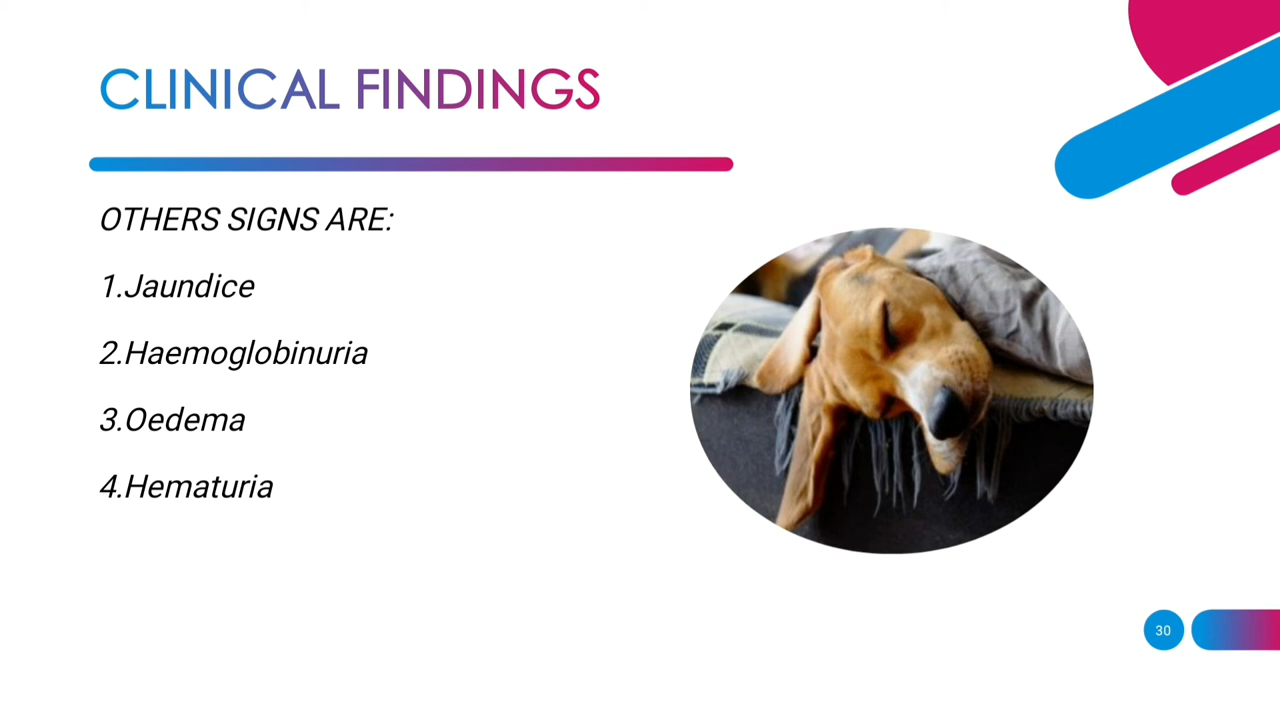 CLINICAL FINDINGS
OTHERS SIGNS ARE:
1.Jaundice
2.Haemoglobinuria
3.Oedema
4.Hematuria
30